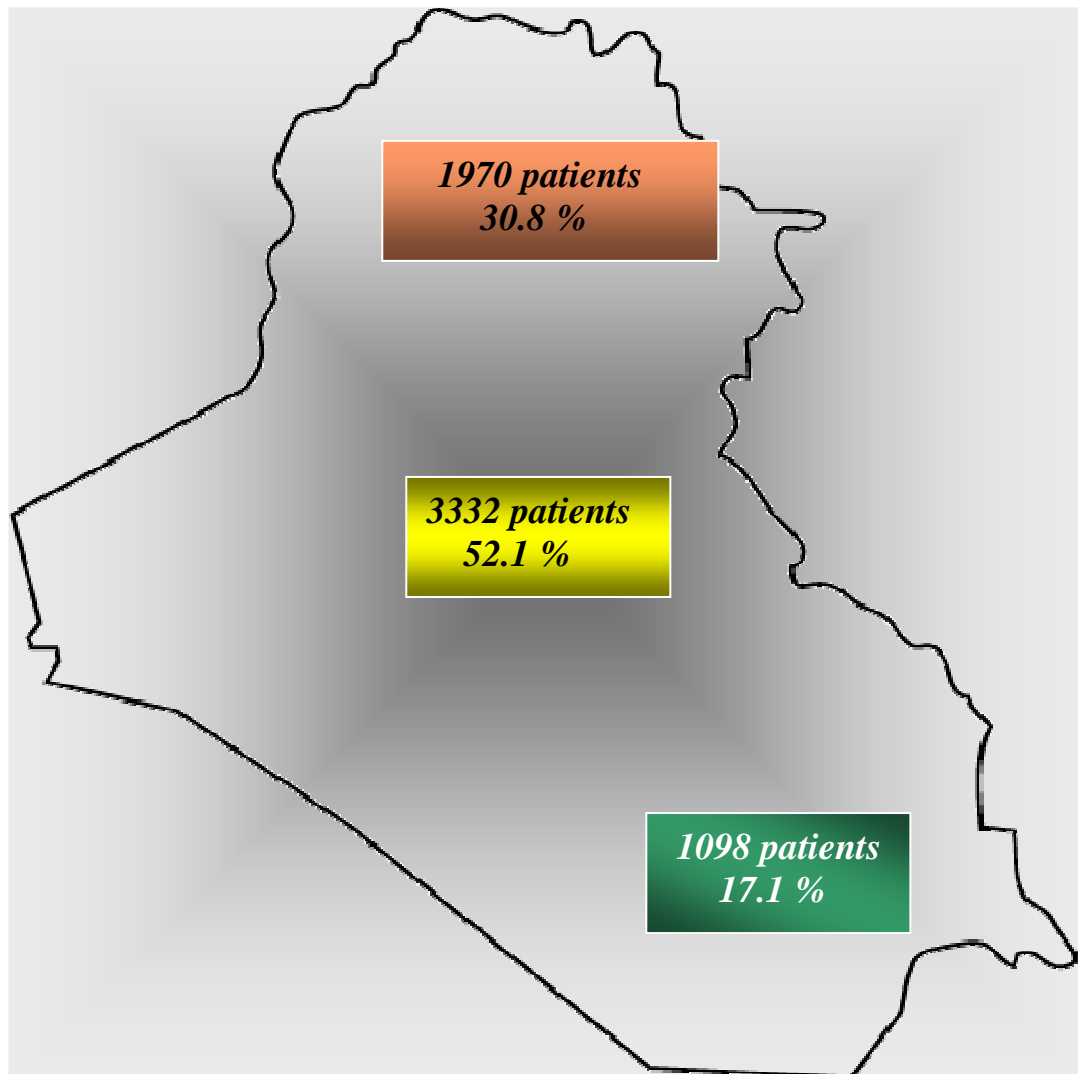 1970 patients
30.8 %
3332 patients
52.1 %
1098 patients
17.1 %